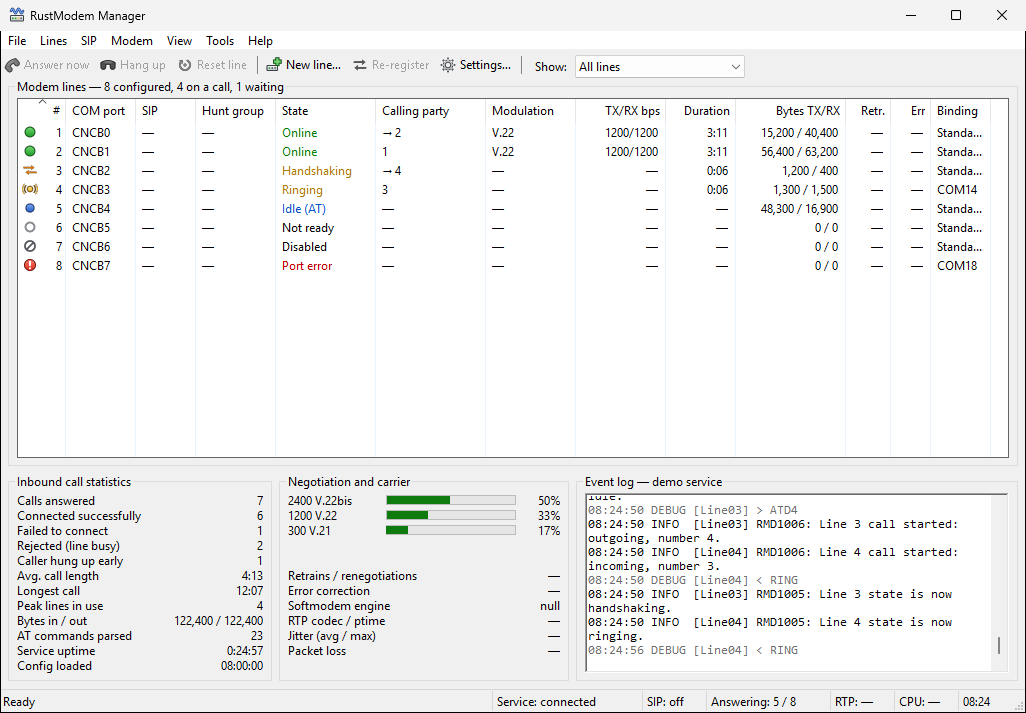 RustModem Manager
File Lines SIP Modem View Tools Help
Answer now Hang up Reset line New line... Re-register Settings... Show: All lines
Modem lines — 8 configured, 4 on a call, 1 waiting
# COM port SIP Hunt group State Calling party Modulation TX/RX bps Duration Bytes TX/RX Retr. Err Binding
1 CNCB0 — — Online → 2 V.22 1200/1200 3:11 15,200 / 40,400 — — Standa...
2 CNCB1 — — Online 1 V.22 1200/1200 3:11 56,400 / 63,200 — — Standa...
3 CNCB2 — — Handshaking → 4 — — 0:06 1,200 / 400 — — Standa...
4 CNCB3 — — Ringing 3 — — 0:06 1,300 / 1,500 — — COM14
5 CNCB4 — — Idle (AT) — — — — 48,300 / 16,900 — — Standa...
6 CNCB5 — — Not ready — — — — 0 / 0 — — Standa...
7 CNCB6 — — Disabled — — — — 0 / 0 — — Standa...
8 CNCB7 — — Port error — — — — 0 / 0 — — COM18
Inbound call statistics
Calls answered 7
Connected successfully 6
Failed to connect 1
Rejected (line busy) 2
Caller hung up early 1
Avg. call length 4:13
Longest call 12:07
Peak lines in use 4
Bytes in / out 122,400 / 122,400
AT commands parsed 23
Service uptime 0:24:57
Config loaded 08:00:00
Negotiation and carrier
2400 V.22bis 50%
1200 V.22 33%
300 V.21 17%
Retrains / renegotiations —
Error correction —
Softmodem engine null
RTP codec / ptime —
Jitter (avg / max) —
Packet loss —
Event log — demo service
idle.
08:24:50 DEBUG [Line03] > ATD4
08:24:50 INFO [Line03] RMD1006: Line 3 call started:
outgoing, number 4.
08:24:50 INFO [Line04] RMD1006: Line 4 call started:
incoming, number 3.
08:24:50 DEBUG [Line04] < RING
08:24:50 INFO [Line03] RMD1005: Line 3 state is now
handshaking.
08:24:50 INFO [Line04] RMD1005: Line 4 state is now
ringing.
08:24:56 DEBUG [Line04] < RING
Ready Service: connected SIP: off Answering: 5 / 8 RTP: — CPU: — 08:24